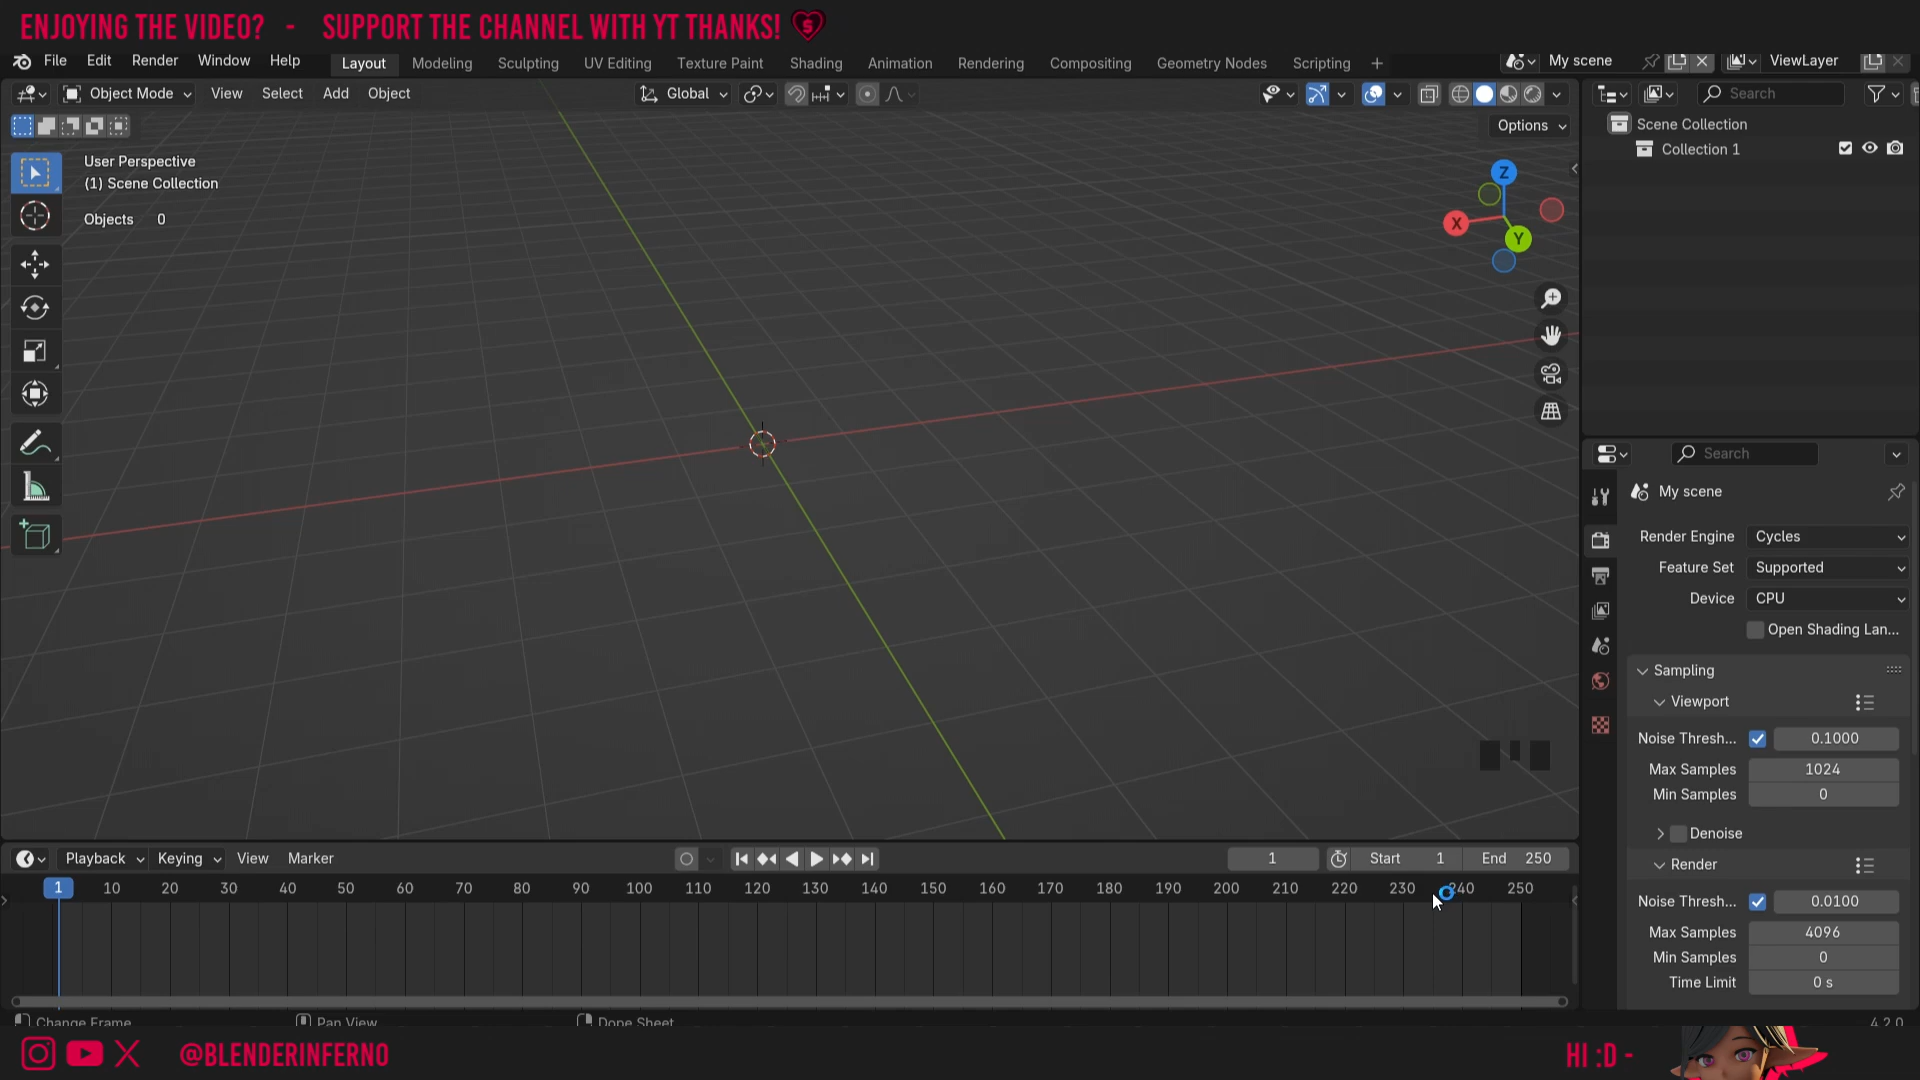 ENJOYING THE VIDEO? - SUPPORT THE CHANNEL WITH YT THANKS!
File Edit Render Window Help Layout Modeling Sculpting UV Editing Texture Paint Shading Animation Rendering Compositing Geometry Nodes Scripting + My scene ViewLayer
Object Mode View Select Add Object Global Search
Options
User Perspective
(1) Scene Collection
Objects 0
Z
X
Y
Scene Collection
Collection 1
Search
My scene
Render Engine Cycles
Feature Set Supported
Device CPU
Open Shading Lan...
Sampling
Viewport
Noise Thresh... 0.1000
Max Samples 1024
Min Samples 0
Denoise
Render
Noise Thresh... 0.0100
Max Samples 4096
Min Samples 0
Time Limit 0 s
Playback Keying View Marker 1 Start 1 End 250
1 10 20 30 40 50 60 70 80 90 100 110 120 130 140 150 160 170 180 190 200 210 220 230 240 250
Change Frame Pan View Dope Sheet 4.2.0
@BLENDERINFERNO HI :D -